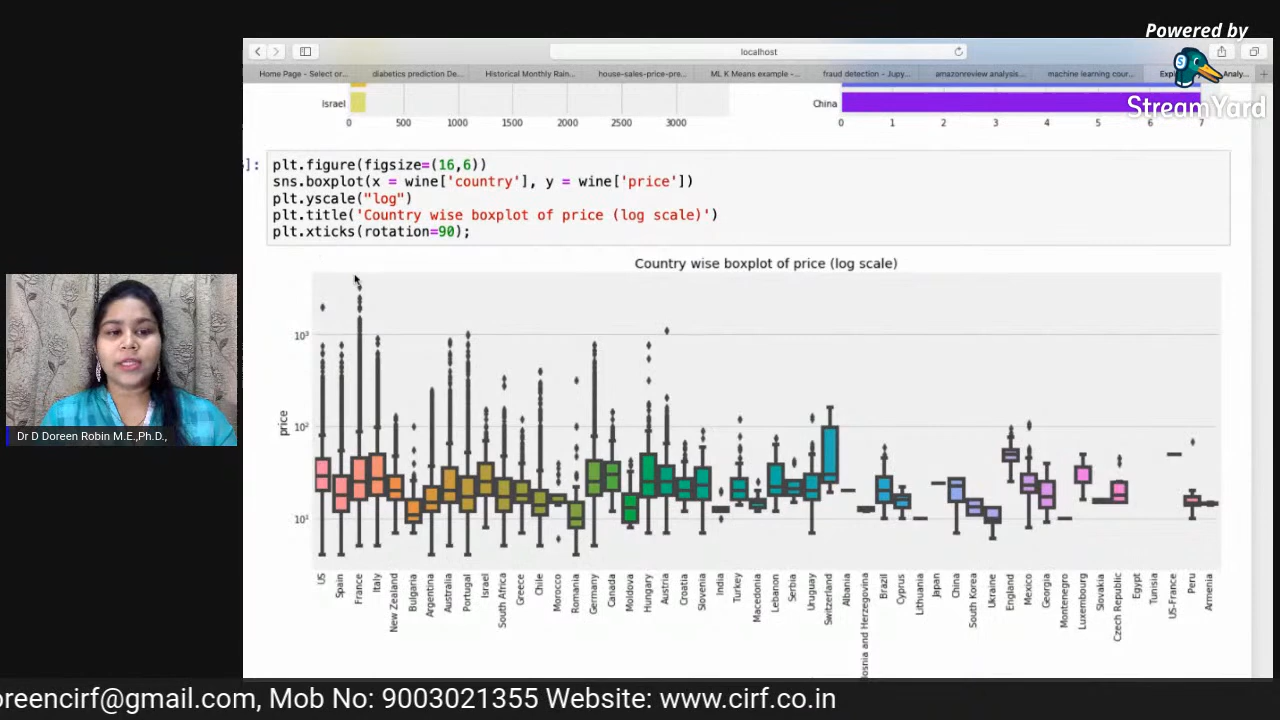 Powered by
StreamYard
localhost
Home Page - Select or...
diabetics prediction De...
Historical Monthly Rain...
house-sales-price-pre...
ML K Means example -...
fraud detection - Jupy...
amazonreview analysis...
machine learning cour...
Analy...
Israel
0 500 1000 1500 2000 2500 3000
China
0 1 2 3 4 5 6 7
]:
plt.figure(figsize=(16,6))
sns.boxplot(x = wine['country'], y = wine['price'])
plt.yscale("log")
plt.title('Country wise boxplot of price (log scale)')
plt.xticks(rotation=90);
Country wise boxplot of price (log scale)
10³
10²
10¹
price
US
Spain
France
Italy
New Zealand
Bulgaria
Argentina
Australia
Portugal
Israel
South Africa
Greece
Chile
Morocco
Romania
Germany
Canada
Moldova
Hungary
Austria
Croatia
Slovenia
India
Turkey
Macedonia
Lebanon
Serbia
Uruguay
Switzerland
Albania
osnia and Herzegovina
Brazil
Cyprus
Lithuania
Japan
China
South Korea
Ukraine
England
Mexico
Georgia
Montenegro
Luxembourg
Slovakia
Czech Republic
Egypt
Tunisia
US-France
Peru
Armenia
Dr D Doreen Robin M.E.,Ph.D.,
oreencirf@gmail.com, Mob No: 9003021355 Website: www.cirf.co.in